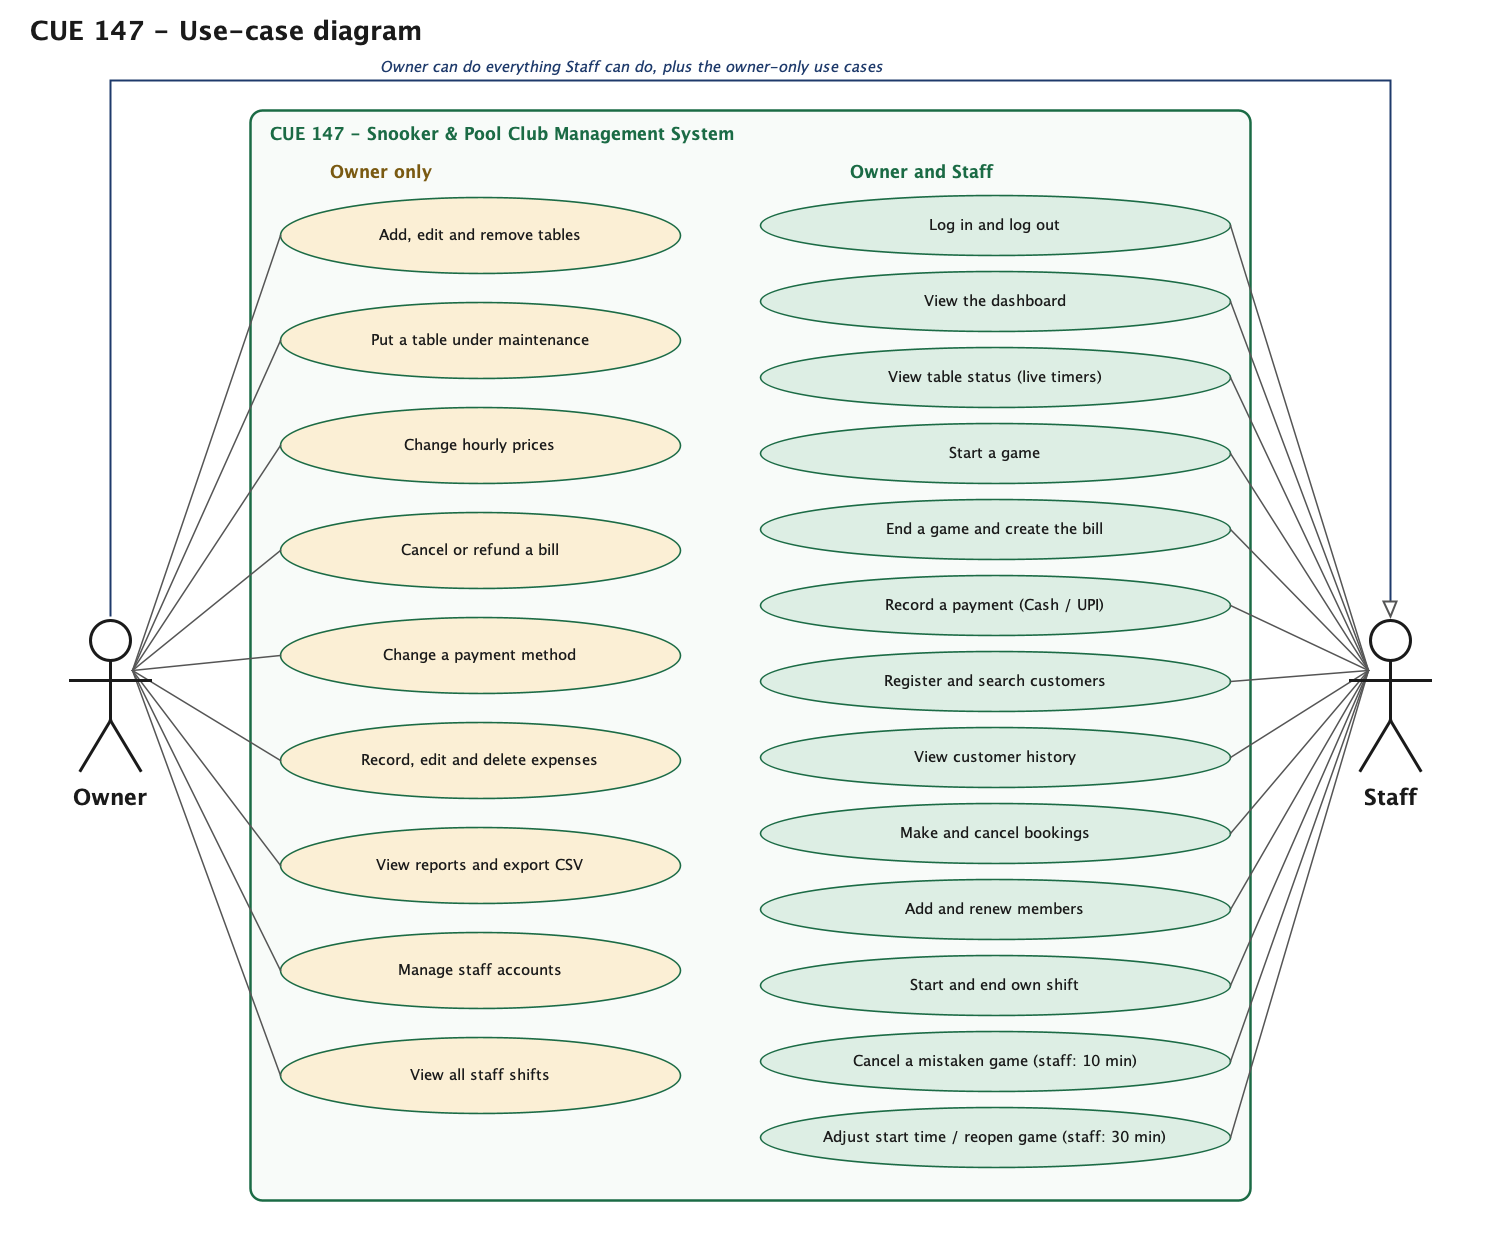 CUE 147 – Use-case diagram
Owner can do everything Staff can do, plus the owner-only use cases
CUE 147 – Snooker & Pool Club Management System
Owner only
Add, edit and remove tables
Put a table under maintenance
Change hourly prices
Cancel or refund a bill
Change a payment method
Record, edit and delete expenses
View reports and export CSV
Manage staff accounts
View all staff shifts
Owner and Staff
Log in and log out
View the dashboard
View table status (live timers)
Start a game
End a game and create the bill
Record a payment (Cash / UPI)
Register and search customers
View customer history
Make and cancel bookings
Add and renew members
Start and end own shift
Cancel a mistaken game (staff: 10 min)
Adjust start time / reopen game (staff: 30 min)
Owner
Staff